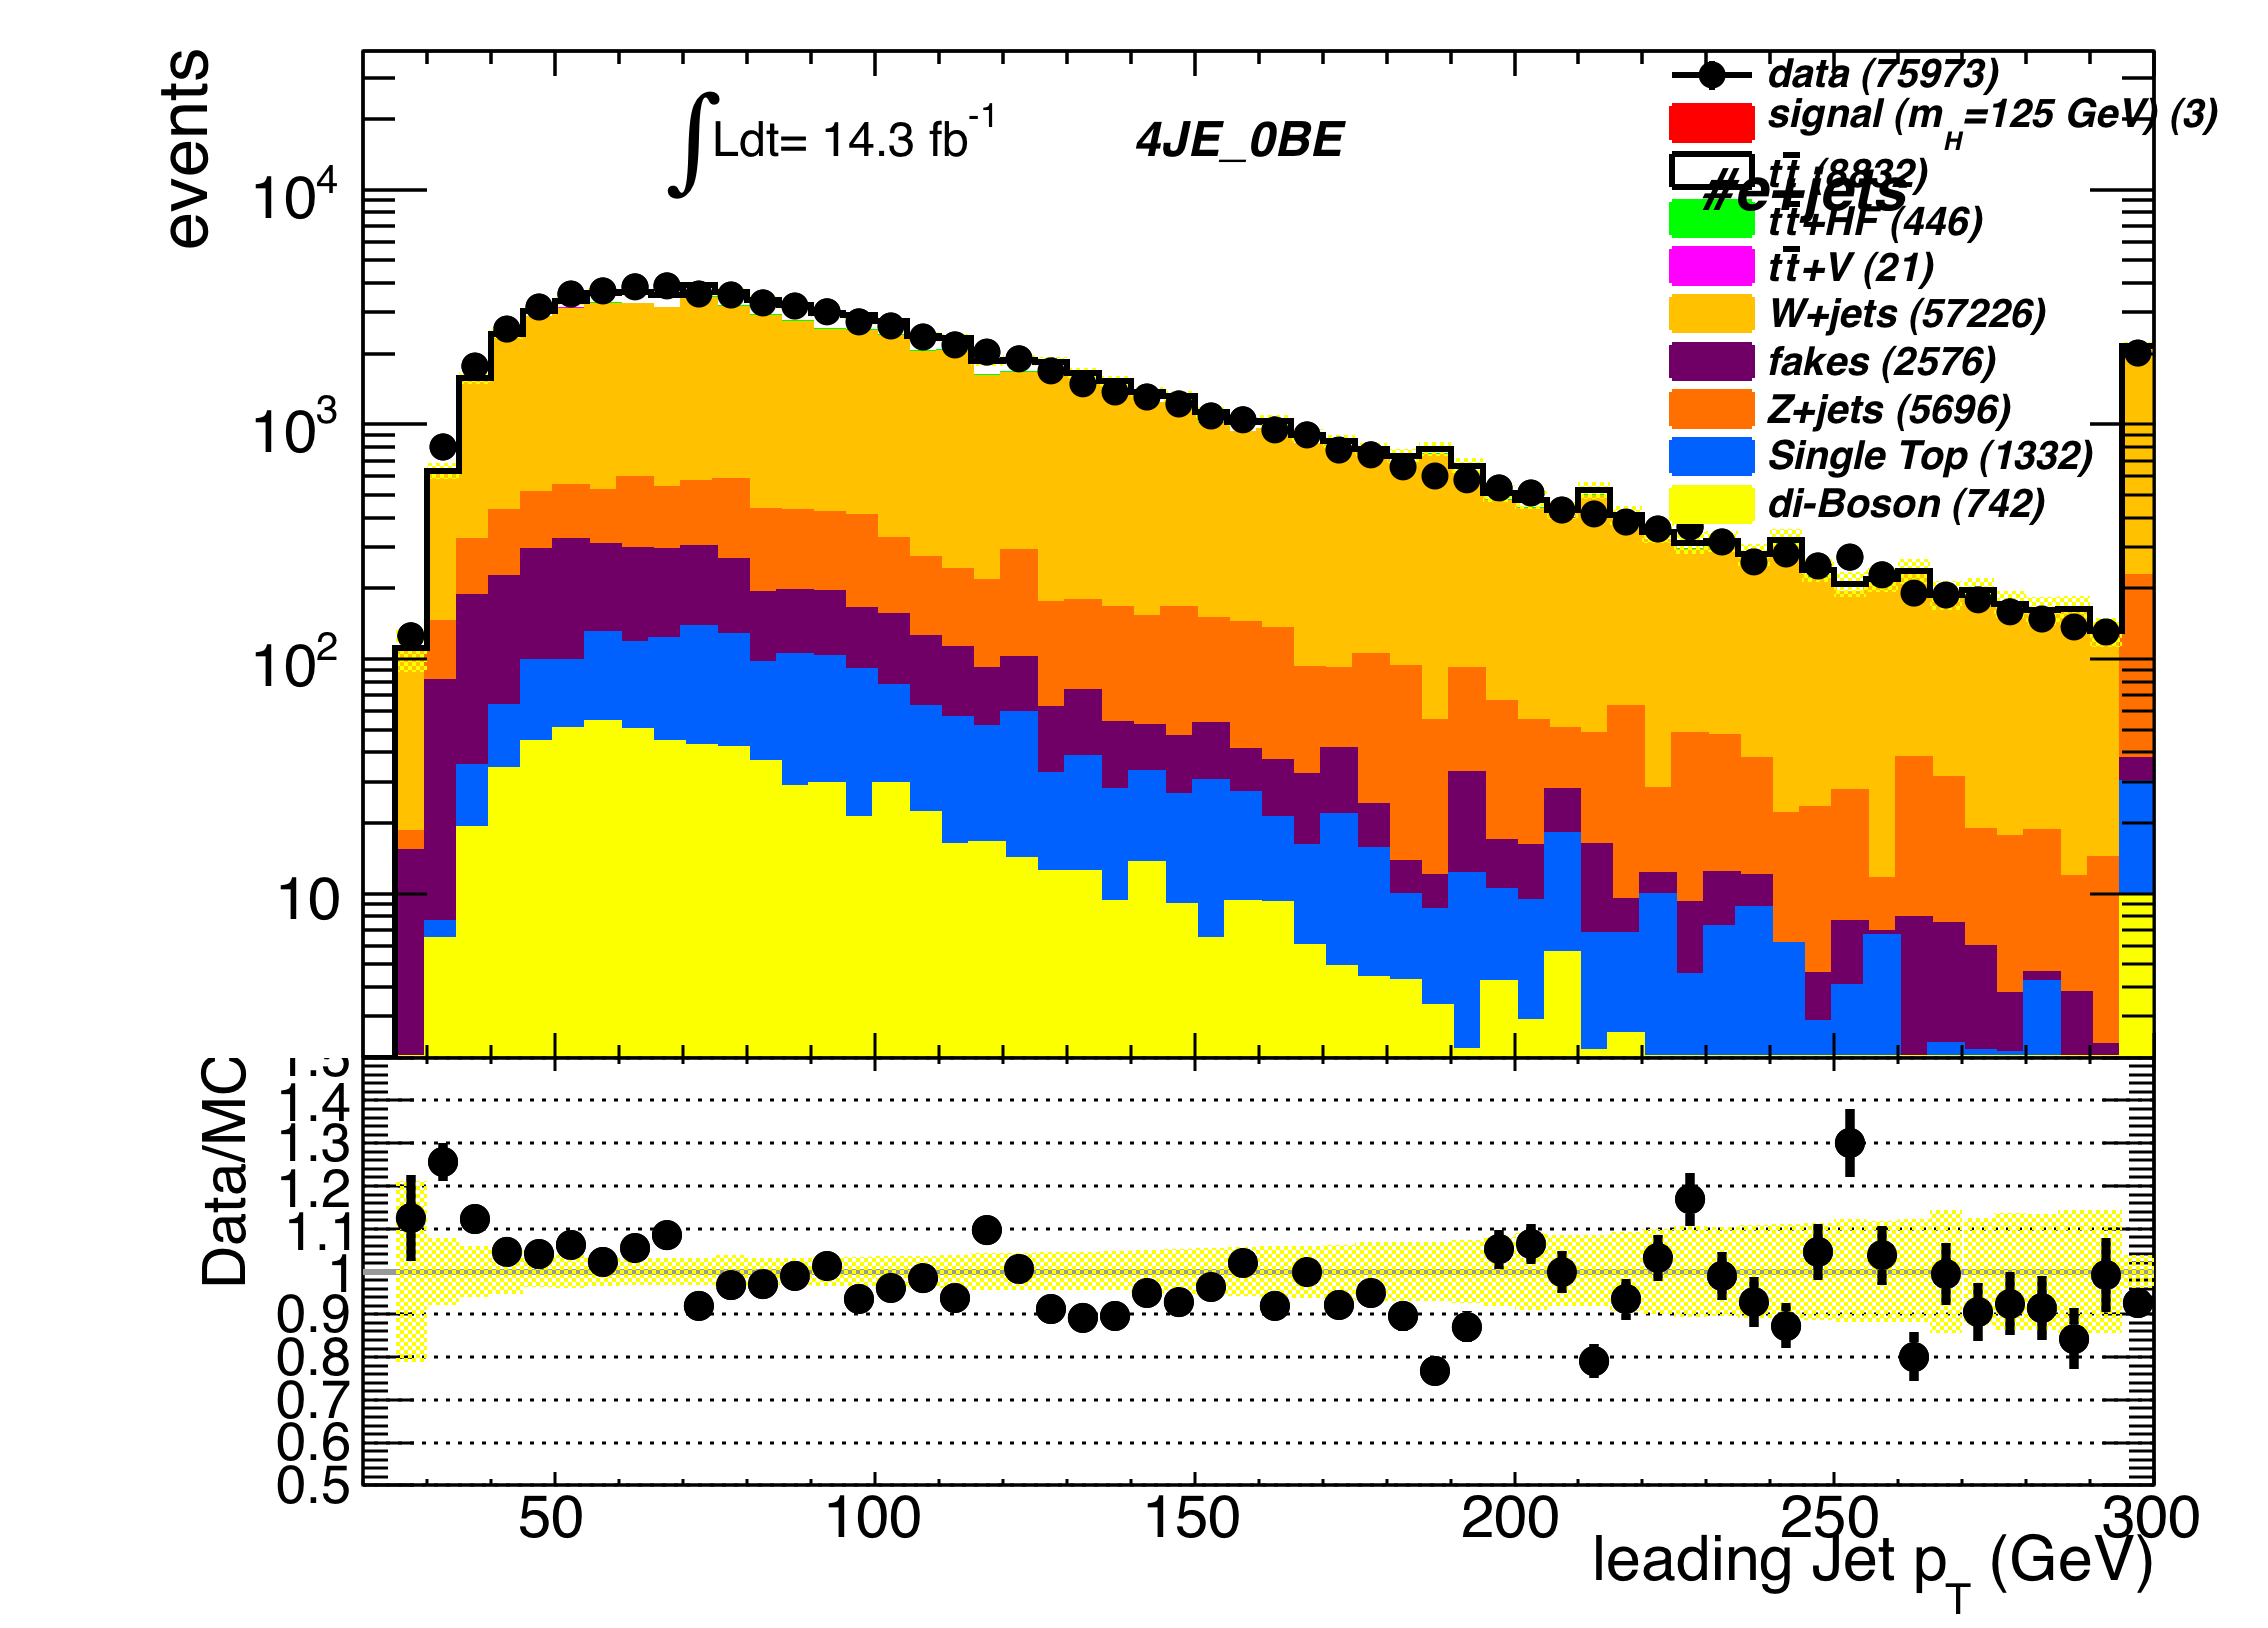 events
∫Ldt= 14.3 fb-1
4JE_0BE
data (75973)
signal (mH=125 GeV) (3)
tt̄ (8832)
#e+jets
tt̄+HF (446)
tt̄+V (21)
W+jets (57226)
fakes (2576)
Z+jets (5696)
Single Top (1332)
di-Boson (742)
10^4
10^3
10^2
10
Data/MC
1.5
1.4
1.3
1.2
1.1
1
0.9
0.8
0.7
0.6
0.5
50 100 150 200 250 300
leading Jet pT (GeV)